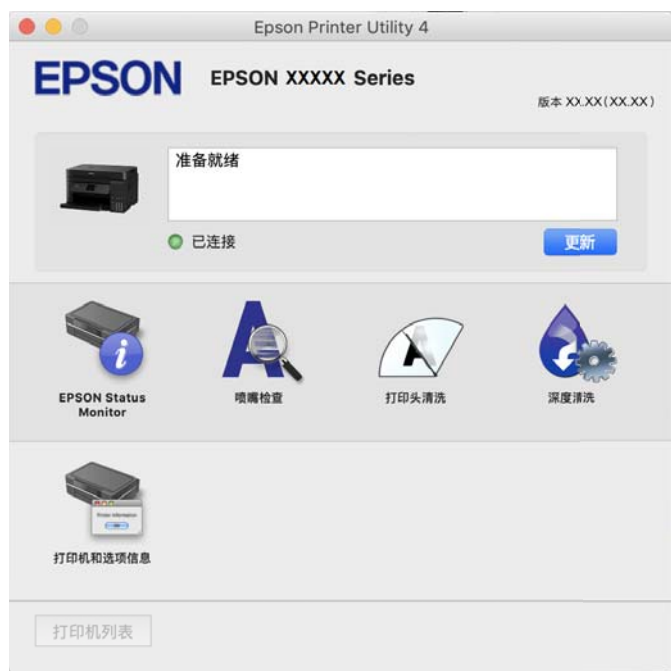 Epson Printer Utility 4
EPSON EPSON XXXXX Series
版本 XX.XX(XX.XX)
准备就绪
已连接
更新
EPSON Status
Monitor
喷嘴检查
打印头清洗
深度清洗
Printer Information
打印机和选项信息
打印机列表